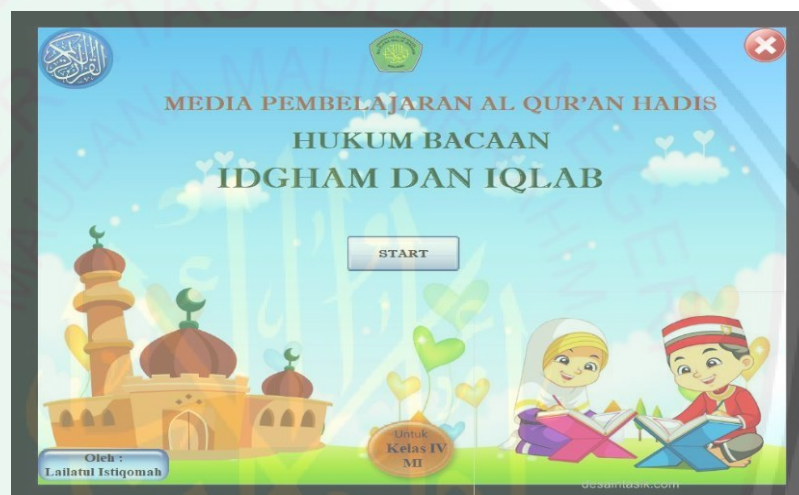 MEDIA PEMBELAJARAN AL QUR'AN HADIS
HUKUM BACAAN
IDGHAM DAN IQLAB
START
Untuk
Kelas IV
MI
Oleh :
Lailatul Istiqomah
desaintasik.com